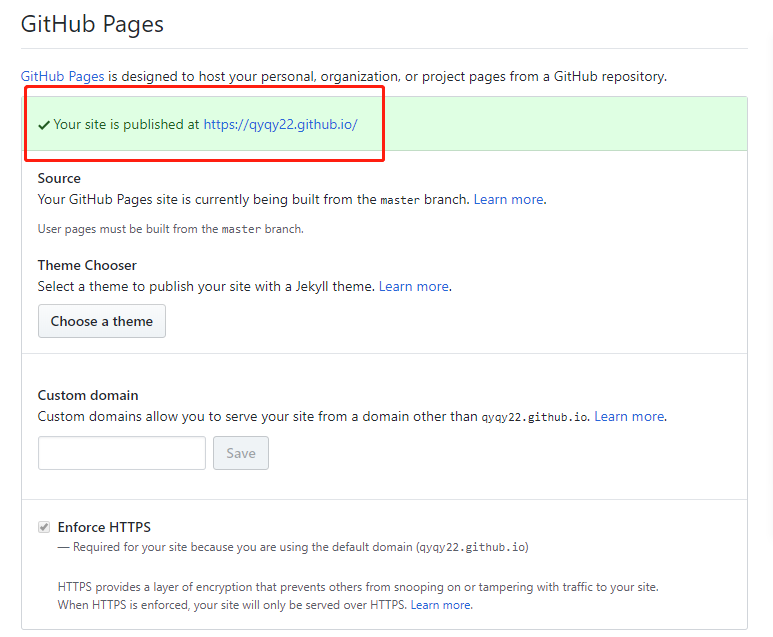 GitHub Pages
GitHub Pages is designed to host your personal, organization, or project pages from a GitHub repository.
Your site is published at https://qyqy22.github.io/
Source
Your GitHub Pages site is currently being built from the master branch. Learn more.
User pages must be built from the master branch.
Theme Chooser
Select a theme to publish your site with a Jekyll theme. Learn more.
Choose a theme
Custom domain
Custom domains allow you to serve your site from a domain other than qyqy22.github.io. Learn more.
Save
Enforce HTTPS
— Required for your site because you are using the default domain (qyqy22.github.io)
HTTPS provides a layer of encryption that prevents others from snooping on or tampering with traffic to your site.
When HTTPS is enforced, your site will only be served over HTTPS. Learn more.